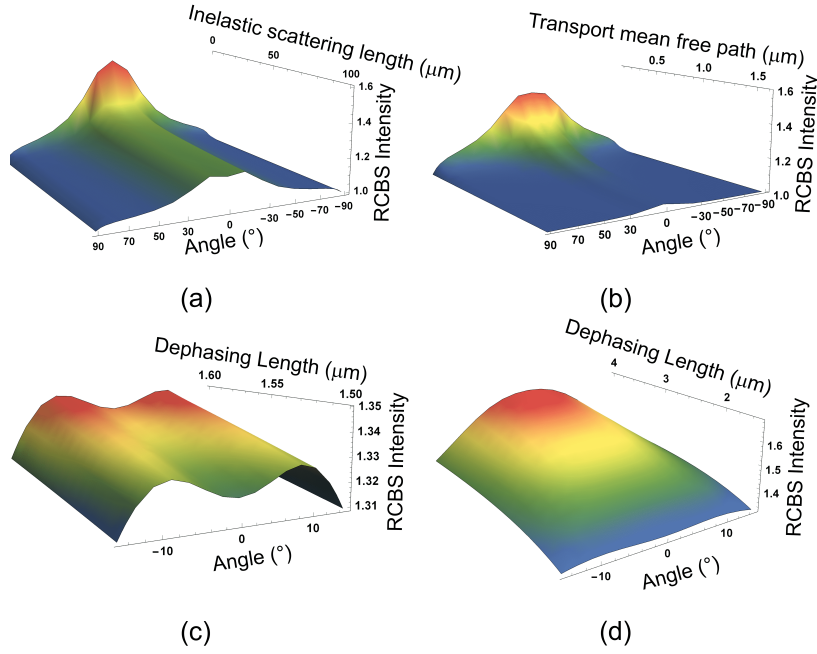 Inelastic scattering length (μm)
0 50 100
1.6
1.4
1.2
1.0
RCBS Intensity
90 70 50 30 0 −30 −50 −70 −90
Angle (°)
(a)
Transport mean free path (μm)
0.5 1.0 1.5
1.6
1.4
1.2
1.0
RCBS Intensity
90 70 50 30 0 −30 −50 −70 −90
Angle (°)
(b)
Dephasing Length (μm)
1.60 1.55 1.50
1.35
1.34
1.33
1.32
1.31
RCBS Intensity
−10 0 10
Angle (°)
(c)
Dephasing Length (μm)
4 3 2
1.6
1.5
1.4
RCBS Intensity
−10 0 10
Angle (°)
(d)